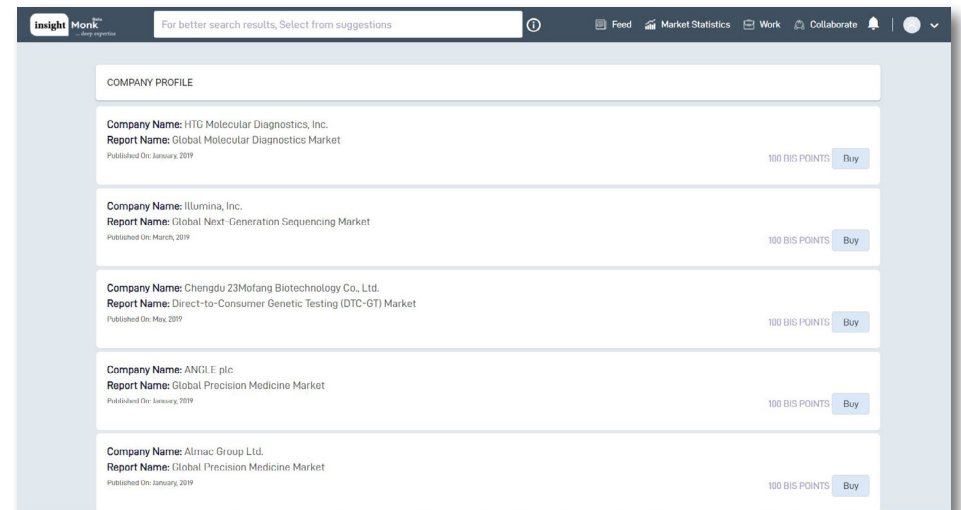 insight Monk Beta
... deep expertise
For better search results, Select from suggestions
Feed Market Statistics Work Collaborate
COMPANY PROFILE
Company Name: HTG Molecular Diagnostics, Inc.
Report Name: Global Molecular Diagnostics Market
Published On: January, 2019
100 BIS POINTS Buy
Company Name: Illumina, Inc.
Report Name: Global Next-Generation Sequencing Market
Published On: March, 2019
100 BIS POINTS Buy
Company Name: Chengdu 23Mofang Biotechnology Co., Ltd.
Report Name: Direct-to-Consumer Genetic Testing (DTC-GT) Market
Published On: May, 2019
100 BIS POINTS Buy
Company Name: ANGLE plc
Report Name: Global Precision Medicine Market
Published On: January, 2019
100 BIS POINTS Buy
Company Name: Almac Group Ltd.
Report Name: Global Precision Medicine Market
Published On: January, 2019
100 BIS POINTS Buy